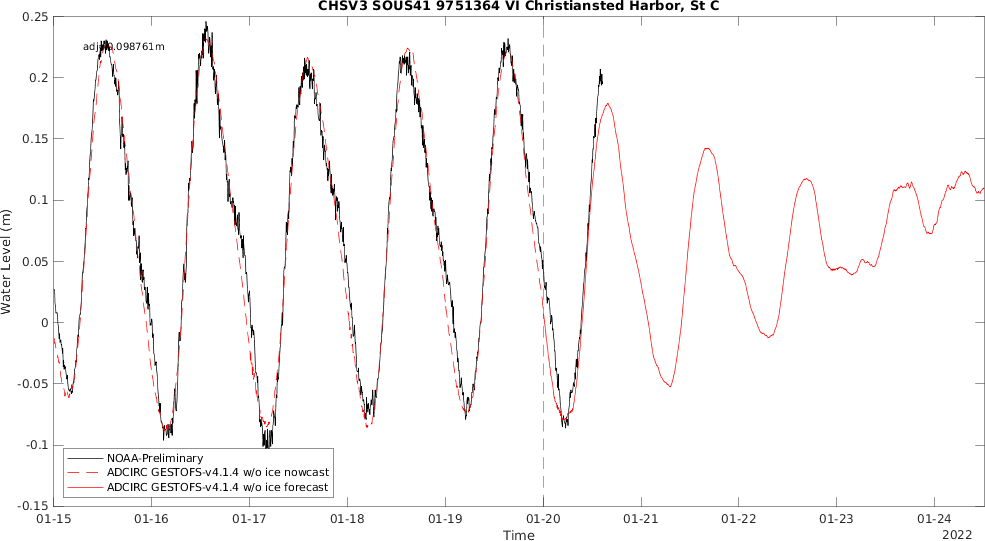 CHSV3 SOUS41 9751364 VI Christiansted Harbor, St C
0.25
0.2
0.15
0.1
0.05
0
-0.05
-0.1
-0.15
Water Level (m)
NOAA-Preliminary
ADCIRC GESTOFS-v4.1.4 w/o ice nowcast
ADCIRC GESTOFS-v4.1.4 w/o ice forecast
01-15 01-16 01-17 01-18 01-19 01-20 01-21 01-22 01-23 01-24
Time
2022